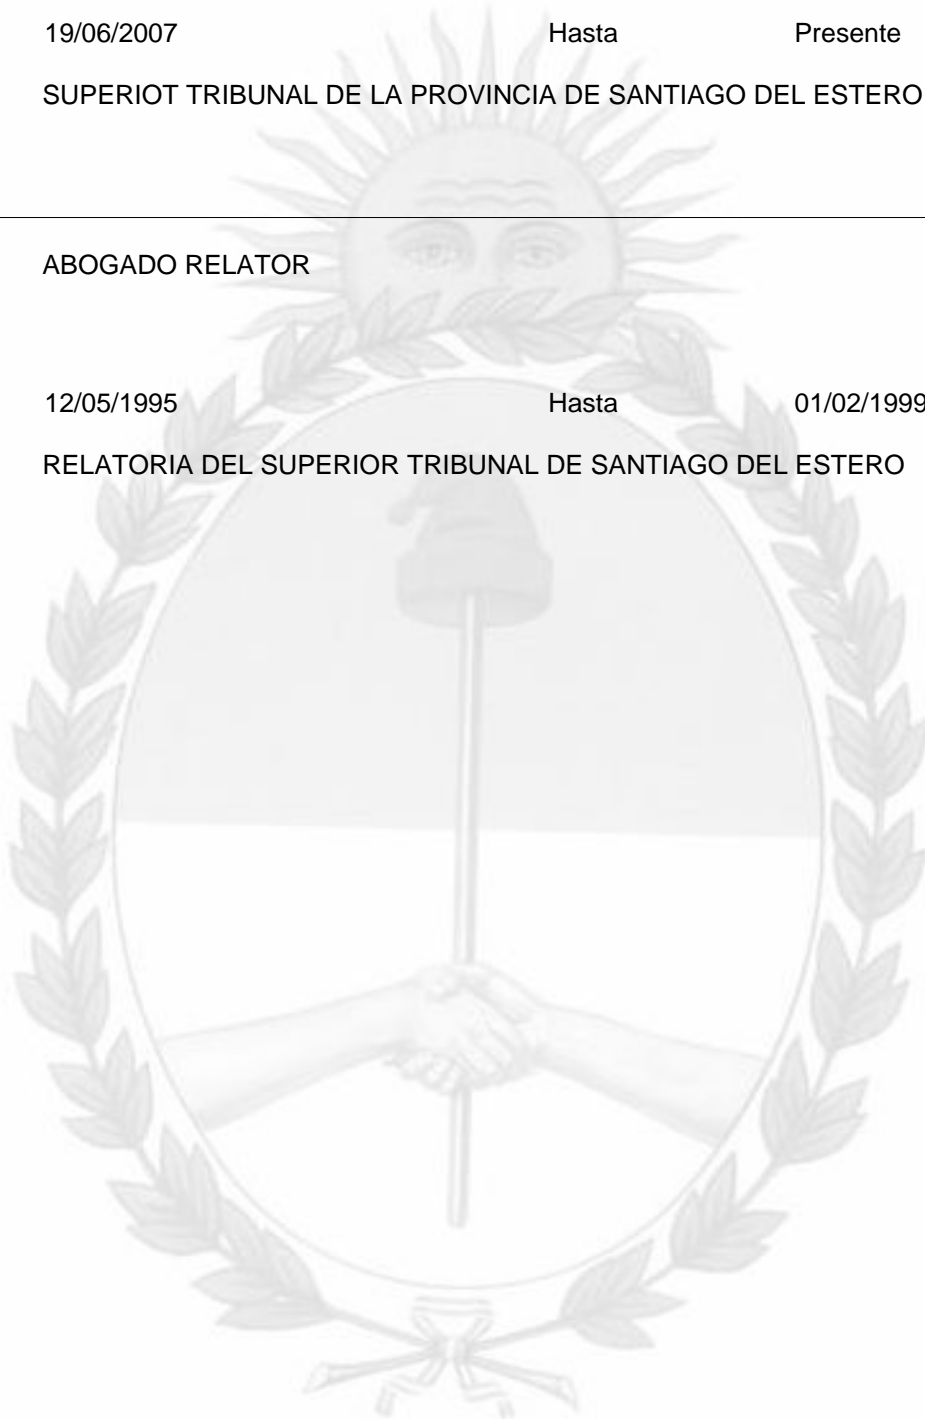 19/06/2007 Hasta Presente
SUPERIOT TRIBUNAL DE LA PROVINCIA DE SANTIAGO DEL ESTERO
ABOGADO RELATOR
12/05/1995 Hasta 01/02/1999
RELATORIA DEL SUPERIOR TRIBUNAL DE SANTIAGO DEL ESTERO